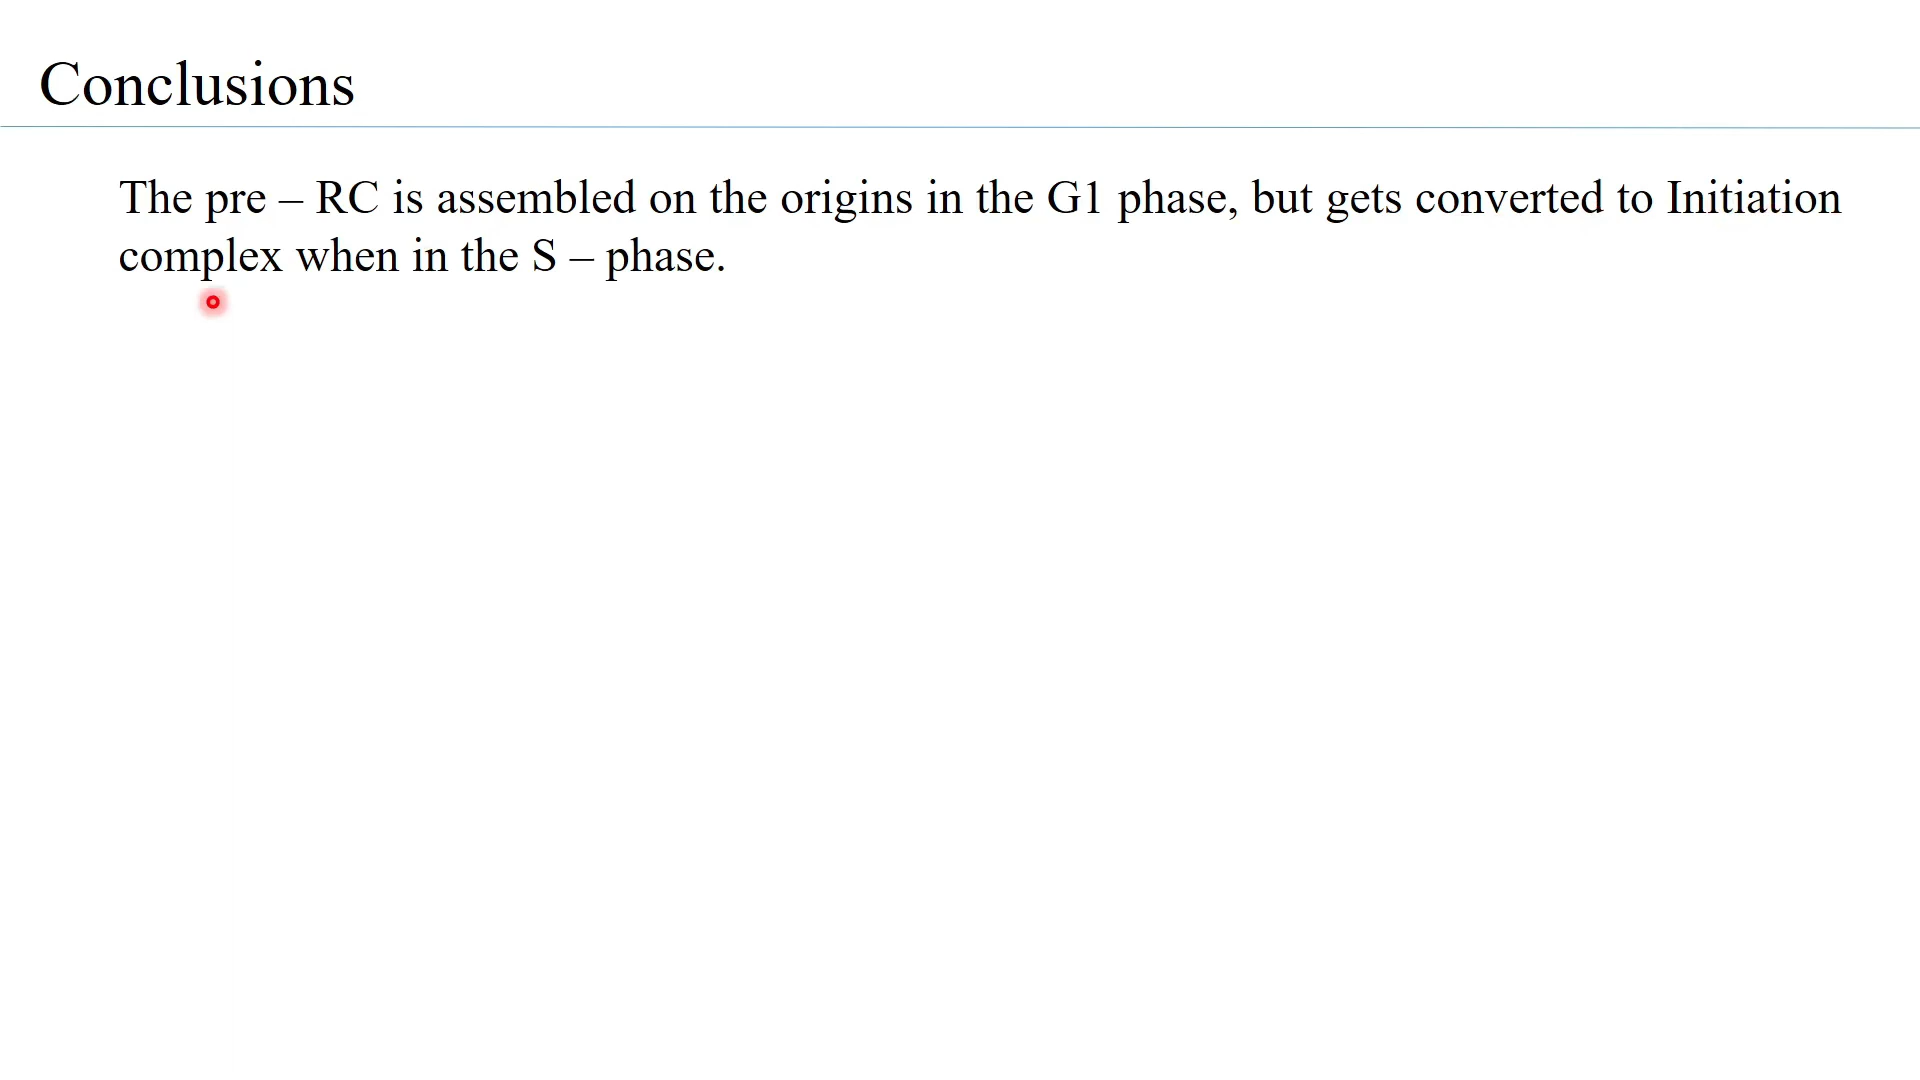 Conclusions
The pre – RC is assembled on the origins in the G1 phase, but gets converted to Initiation
complex when in the S – phase.